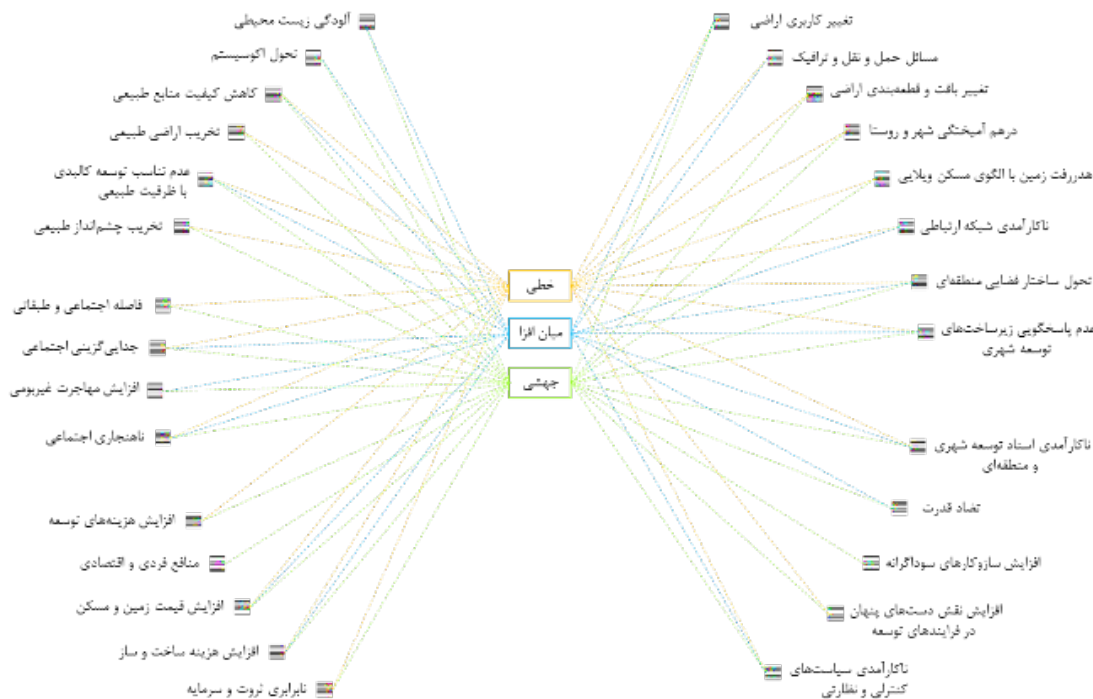 تغییر کاربری اراضی
مسائل حمل و نقل و ترافیک
تغییر بافت و قطعه‌بندی اراضی
درهم آمیختگی شهر و روستا
هدررفت زمین با الگوی مسکن ویلایی
ناکارآمدی شبکه ارتباطی
تحول ساختار فضایی منطقه‌ای
عدم پاسخگویی زیرساخت‌های
توسعه شهری
ناکارآمدی اسناد توسعه شهری
و منطقه‌ای
تضاد قدرت
افزایش سازوکارهای سوداگرانه
افزایش نقش دست‌های پنهان
در فرایندهای توسعه
ناکارآمدی سیاست‌های
کنترلی و نظارتی
خطی
میان افزا
جهشی
آلودگی زیست محیطی
تحول اکوسیستم
کاهش کیفیت منابع طبیعی
تخریب اراضی طبیعی
عدم تناسب توسعه کالبدی
با ظرفیت طبیعی
تخریب چشم‌انداز طبیعی
فاصله اجتماعی و طبقاتی
جدایی‌گزینی اجتماعی
افزایش مهاجرت غیربومی
ناهنجاری اجتماعی
افزایش هزینه‌های توسعه
منافع فردی و اقتصادی
افزایش قیمت زمین و مسکن
افزایش هزینه ساخت و ساز
نابرابری ثروت و سرمایه